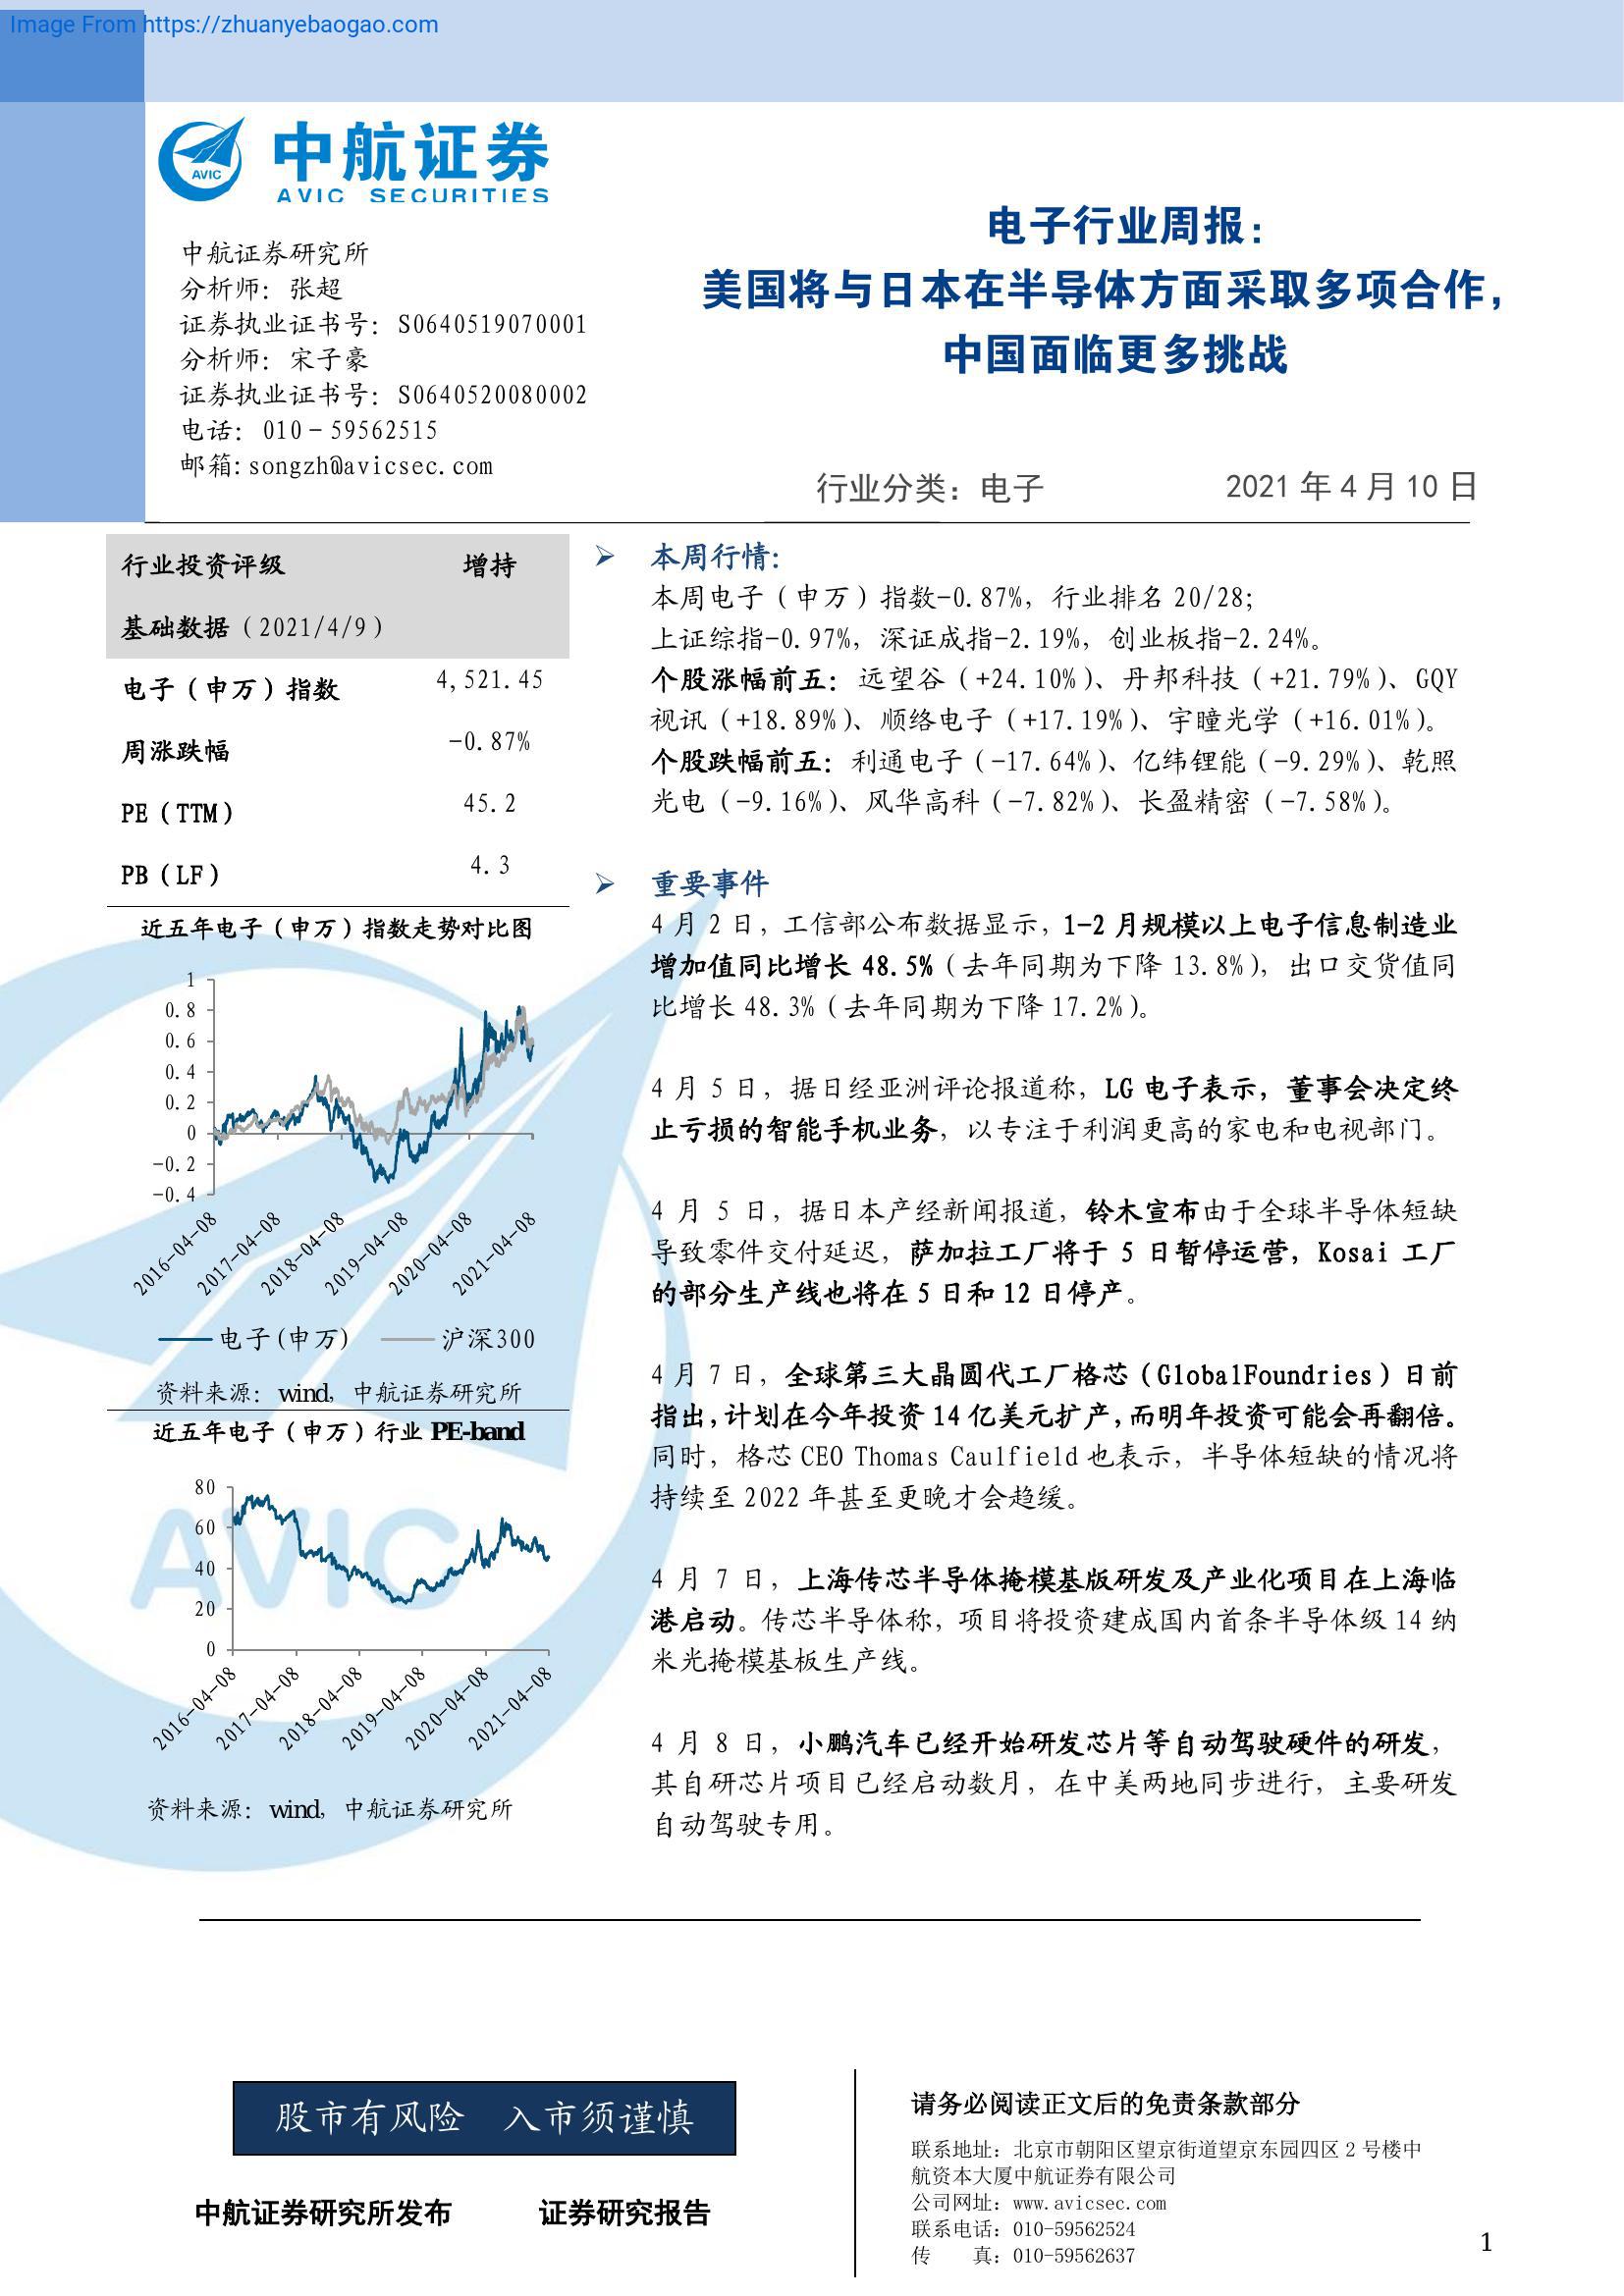 Image From https://zhuanyebaogao.com
AVIC
中航证券
AVIC SECURITIES
中航证券研究所
分析师：张超
证券执业证书号：S0640519070001
分析师：宋子豪
证券执业证书号：S0640520080002
电话：010－59562515
邮箱:songzh@avicsec.com
电子行业周报：
美国将与日本在半导体方面采取多项合作，
中国面临更多挑战
行业分类：电子 2021 年 4 月 10 日
行业投资评级 增持
基础数据（2021/4/9）
电子（申万）指数 4,521.45
周涨跌幅 -0.87%
PE（TTM） 45.2
PB（LF） 4.3
近五年电子（申万）指数走势对比图
1
0.8
0.6
0.4
0.2
0
-0.2
-0.4
2016-04-08
2017-04-08
2018-04-08
2019-04-08
2020-04-08
2021-04-08
电子(申万) 沪深300
资料来源：wind，中航证券研究所
近五年电子（申万）行业 PE-band
80
60
40
20
0
2016-04-08
2017-04-08
2018-04-08
2019-04-08
2020-04-08
2021-04-08
AVIC
资料来源：wind，中航证券研究所
➢ 本周行情：
本周电子（申万）指数-0.87%，行业排名 20/28；
上证综指-0.97%，深证成指-2.19%，创业板指-2.24%。
个股涨幅前五：远望谷（+24.10%）、丹邦科技（+21.79%）、GQY
视讯（+18.89%）、顺络电子（+17.19%）、宇瞳光学（+16.01%）。
个股跌幅前五：利通电子（-17.64%）、亿纬锂能（-9.29%）、乾照
光电（-9.16%）、风华高科（-7.82%）、长盈精密（-7.58%）。
➢ 重要事件
4 月 2 日，工信部公布数据显示，1-2 月规模以上电子信息制造业
增加值同比增长 48.5%（去年同期为下降 13.8%），出口交货值同
比增长 48.3%（去年同期为下降 17.2%）。
4 月 5 日，据日经亚洲评论报道称，LG 电子表示，董事会决定终
止亏损的智能手机业务，以专注于利润更高的家电和电视部门。
4 月 5 日，据日本产经新闻报道，铃木宣布由于全球半导体短缺
导致零件交付延迟，萨加拉工厂将于 5 日暂停运营，Kosai 工厂
的部分生产线也将在 5 日和 12 日停产。
4 月 7 日，全球第三大晶圆代工厂格芯（GlobalFoundries）日前
指出，计划在今年投资 14 亿美元扩产，而明年投资可能会再翻倍。
同时，格芯 CEO Thomas Caulfield 也表示，半导体短缺的情况将
持续至 2022 年甚至更晚才会趋缓。
4 月 7 日，上海传芯半导体掩模基版研发及产业化项目在上海临
港启动。传芯半导体称，项目将投资建成国内首条半导体级 14 纳
米光掩模基板生产线。
4 月 8 日，小鹏汽车已经开始研发芯片等自动驾驶硬件的研发，
其自研芯片项目已经启动数月，在中美两地同步进行，主要研发
自动驾驶专用。
股市有风险 入市须谨慎
中航证券研究所发布 证券研究报告
请务必阅读正文后的免责条款部分
联系地址：北京市朝阳区望京街道望京东园四区 2 号楼中
航资本大厦中航证券有限公司
公司网址：www.avicsec.com
联系电话：010-59562524
传 真：010-59562637
1